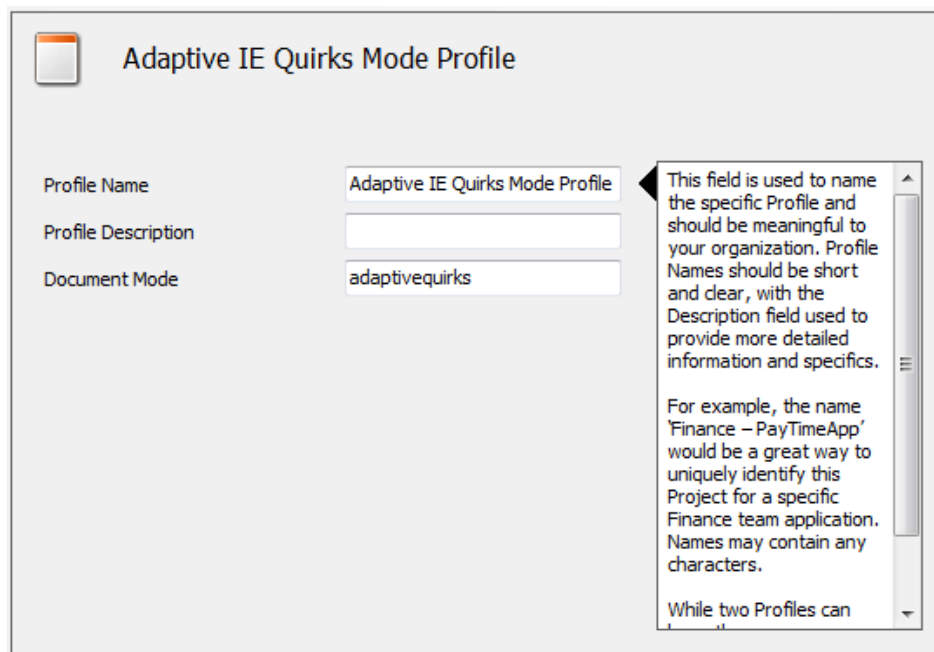 Adaptive IE Quirks Mode Profile
Profile Name
Adaptive IE Quirks Mode Profile
Profile Description
Document Mode
adaptivequirks
This field is used to name
the specific Profile and
should be meaningful to
your organization. Profile
Names should be short
and clear, with the
Description field used to
provide more detailed
information and specifics.
For example, the name
‘Finance – PayTimeApp’
would be a great way to
uniquely identify this
Project for a specific
Finance team application.
Names may contain any
characters.
While two Profiles can